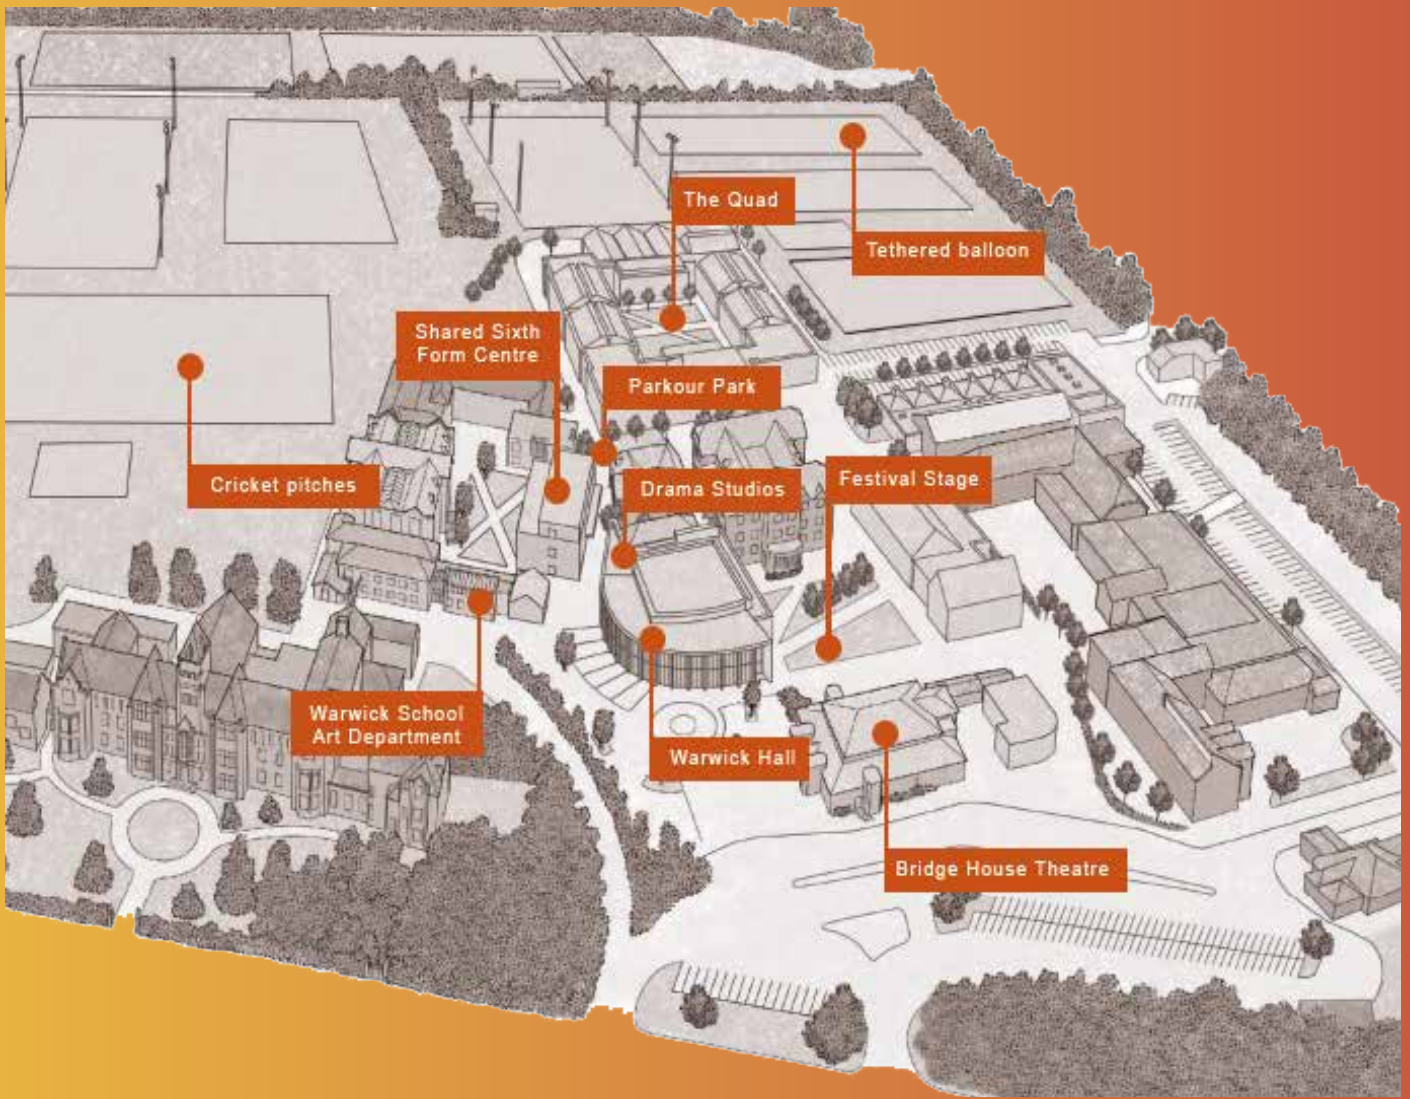 The Quad
Tethered balloon
Shared Sixth
Form Centre
Parkour Park
Cricket pitches
Drama Studios
Festival Stage
Warwick School
Art Department
Warwick Hall
Bridge House Theatre